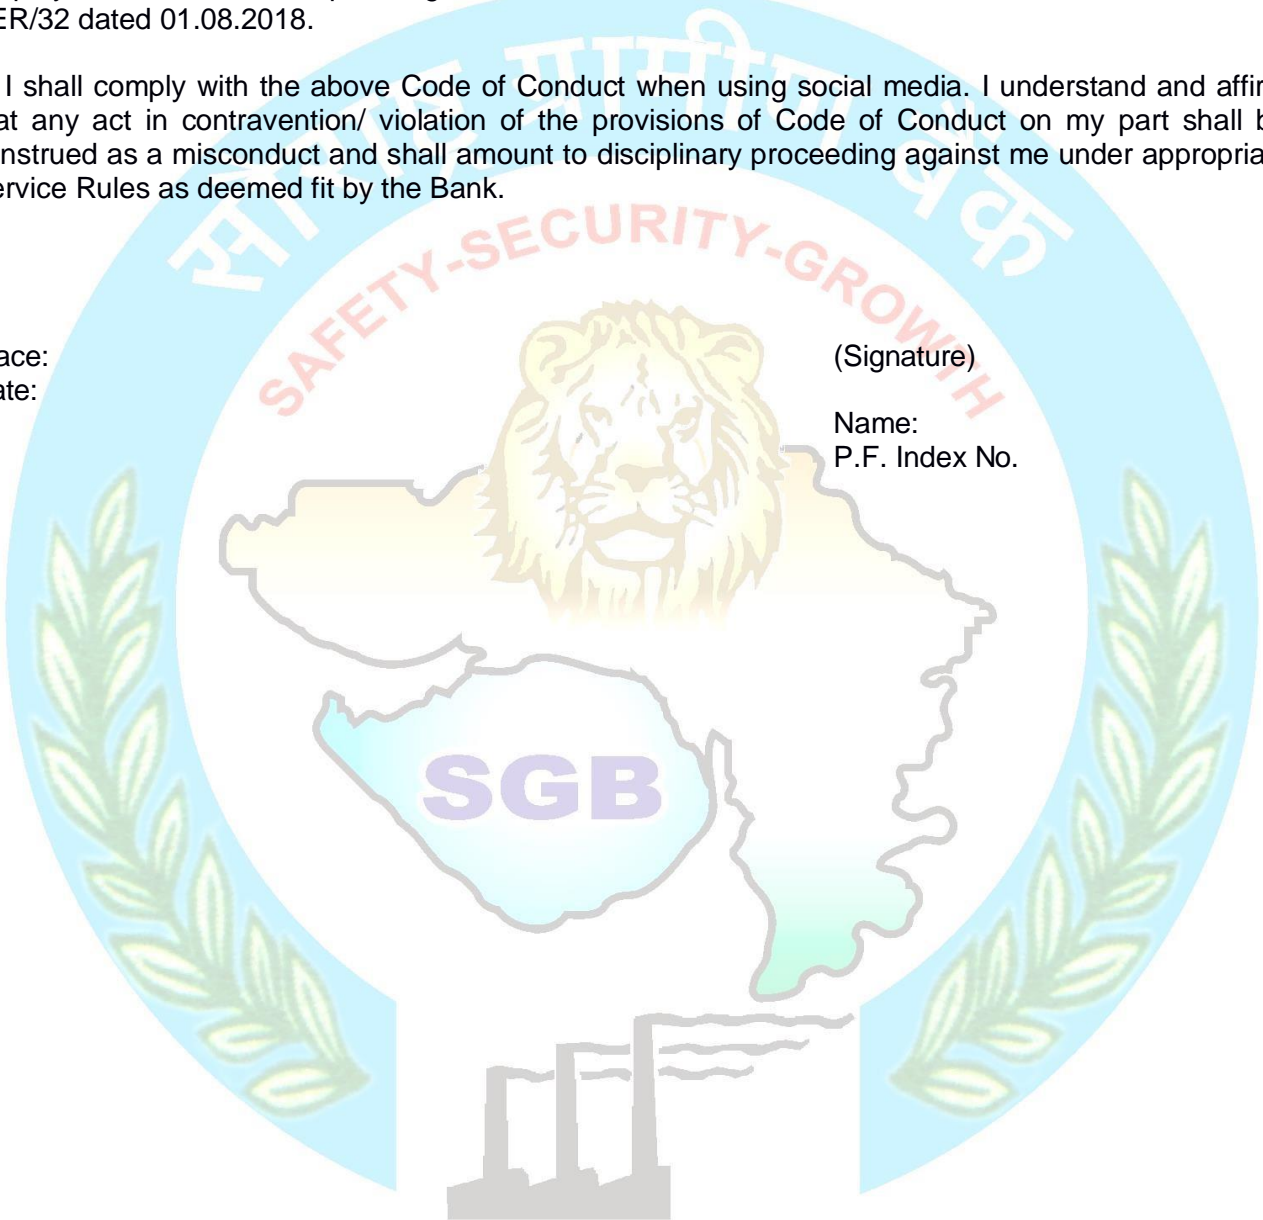 ER/32 dated 01.08.2018.
I shall comply with the above Code of Conduct when using social media. I understand and affir
at any act in contravention/ violation of the provisions of Code of Conduct on my part shall b
nstrued as a misconduct and shall amount to disciplinary proceeding against me under appropria
ervice Rules as deemed fit by the Bank.
सौराष्ट्र ग्रामीण बेंक
SAFETY-SECURITY-GROWTH
ace:
ate:
(Signature)
Name:
P.F. Index No.
SGB